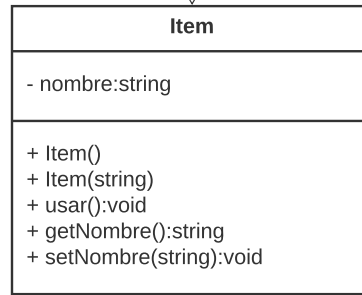 Item
- nombre:string
+ Item()
+ Item(string)
+ usar():void
+ getNombre():string
+ setNombre(string):void